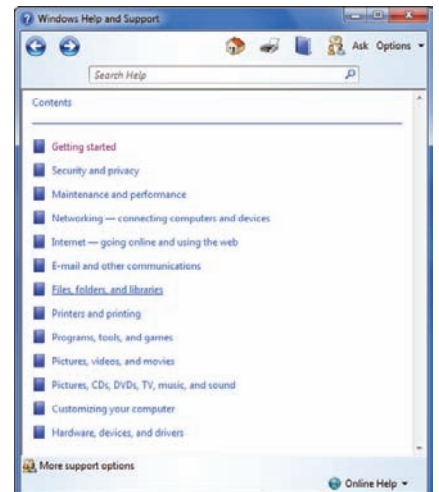 Windows Help and Support
Ask Options
Search Help
Contents
Getting started
Security and privacy
Maintenance and performance
Networking — connecting computers and devices
Internet — going online and using the web
E-mail and other communications
Files, folders, and libraries
Printers and printing
Programs, tools, and games
Pictures, videos, and movies
Pictures, CDs, DVDs, TV, music, and sound
Customizing your computer
Hardware, devices, and drivers
More support options
Online Help